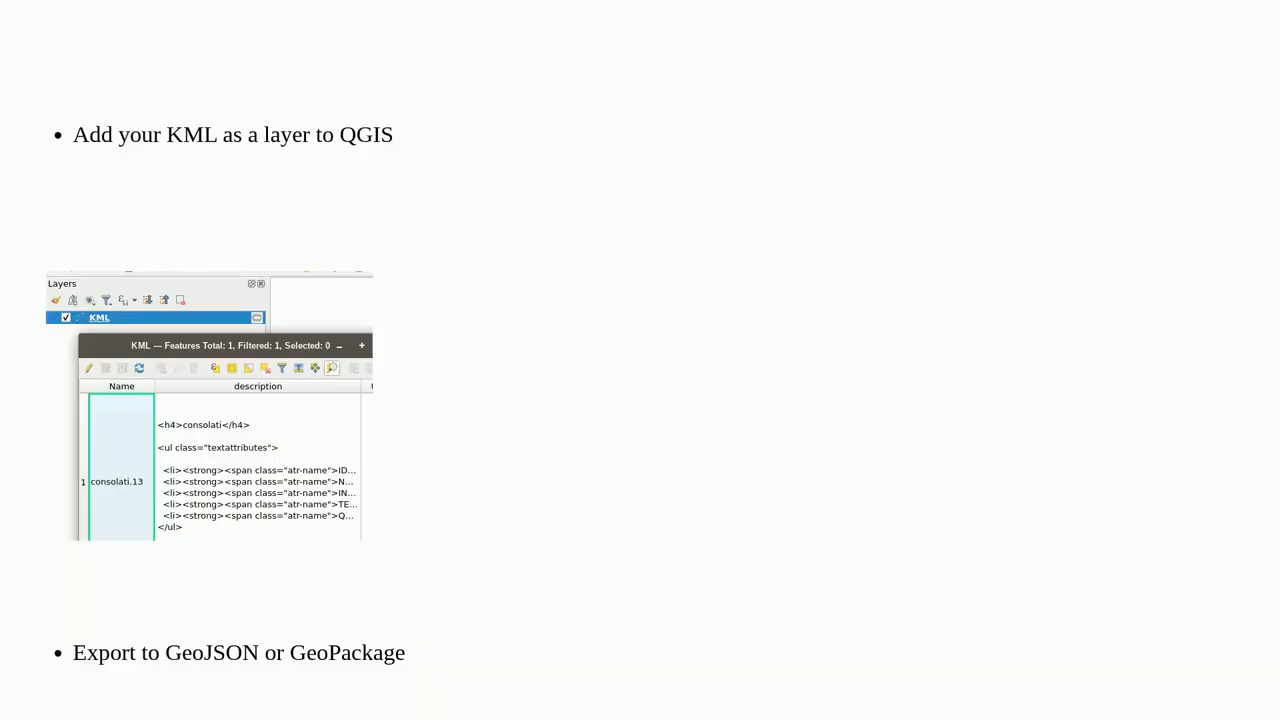 • Add your KML as a layer to QGIS
Layers
KML
KML — Features Total: 1, Filtered: 1, Selected: 0
Name description
<h4>consolati</h4>
<ul class="textattributes">
<li><strong><span class="atr-name">ID...
<li><strong><span class="atr-name">N...
1 consolati.13
<li><strong><span class="atr-name">IN...
<li><strong><span class="atr-name">TE...
<li><strong><span class="atr-name">Q...
</ul>
• Export to GeoJSON or GeoPackage